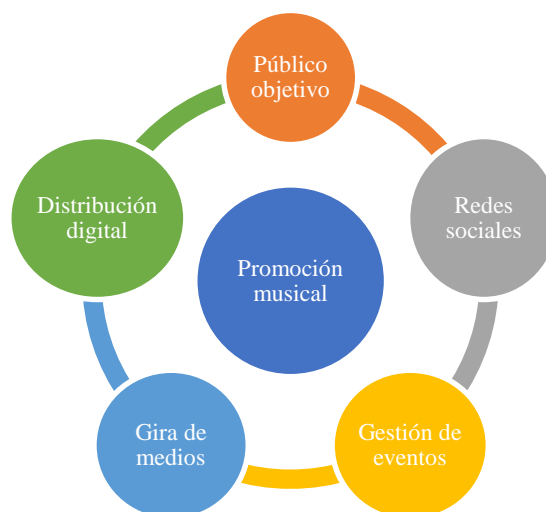 Público
objetivo
Redes
sociales
Gestión de
eventos
Gira de
medios
Distribución
digital
Promoción
musical